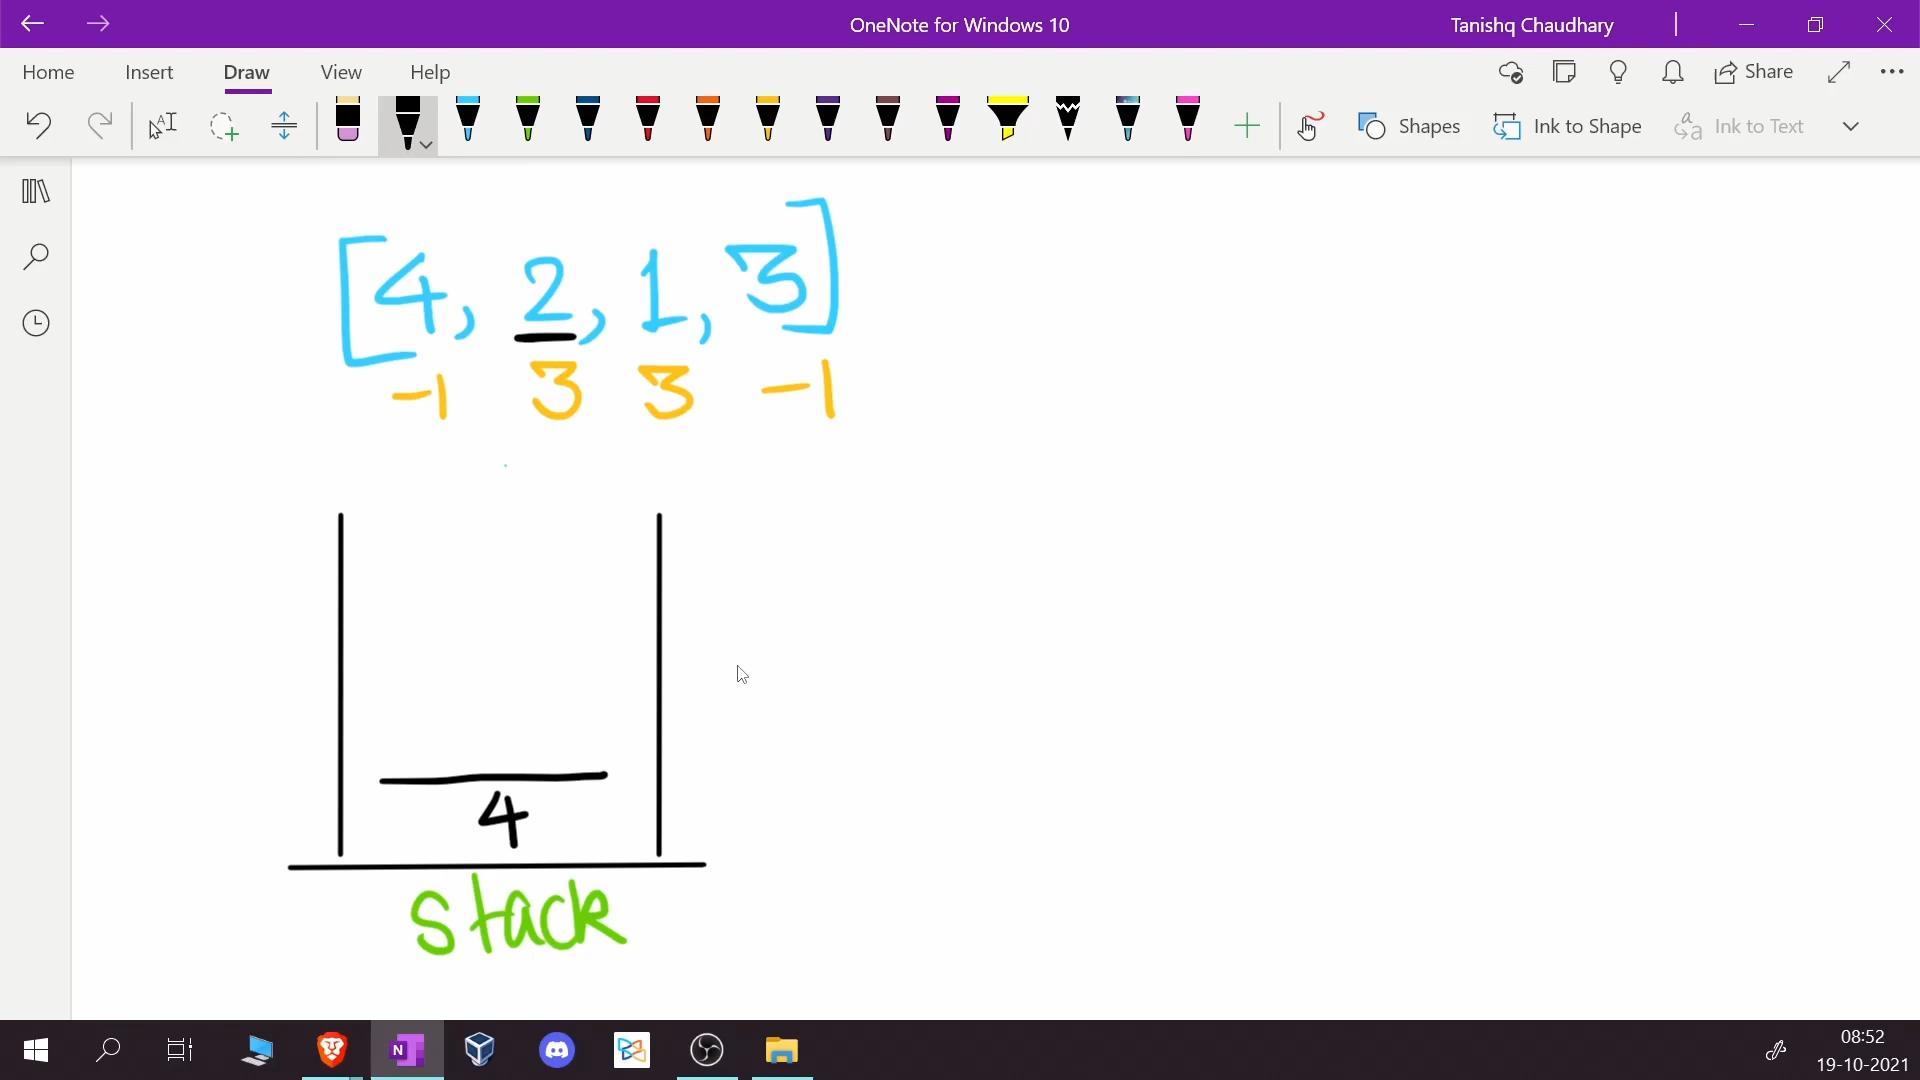 OneNote for Windows 10 Tanishq Chaudhary
Home Insert Draw View Help Share
Shapes Ink to Shape Ink to Text
[4, 2, 1, 3]
-1 3 3 -1
4
stack
08:52
19-10-2021